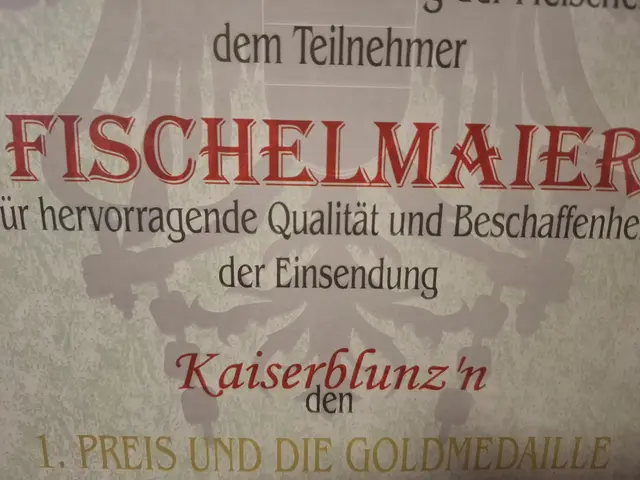 dem Teilnehmer
FISCHELMAIER
ür hervorragende Qualität und Beschaffenhe
der Einsendung
Kaiserblunz'n
den
1. PREIS UND DIE GOLDMEDAILLE